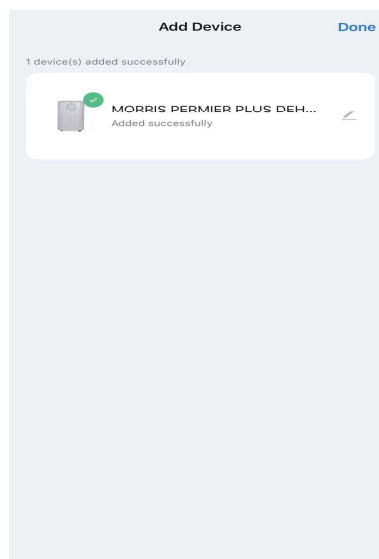 Add Device
Done
1 device(s) added successfully
MORRIS PERMIER PLUS DEH...
Added successfully